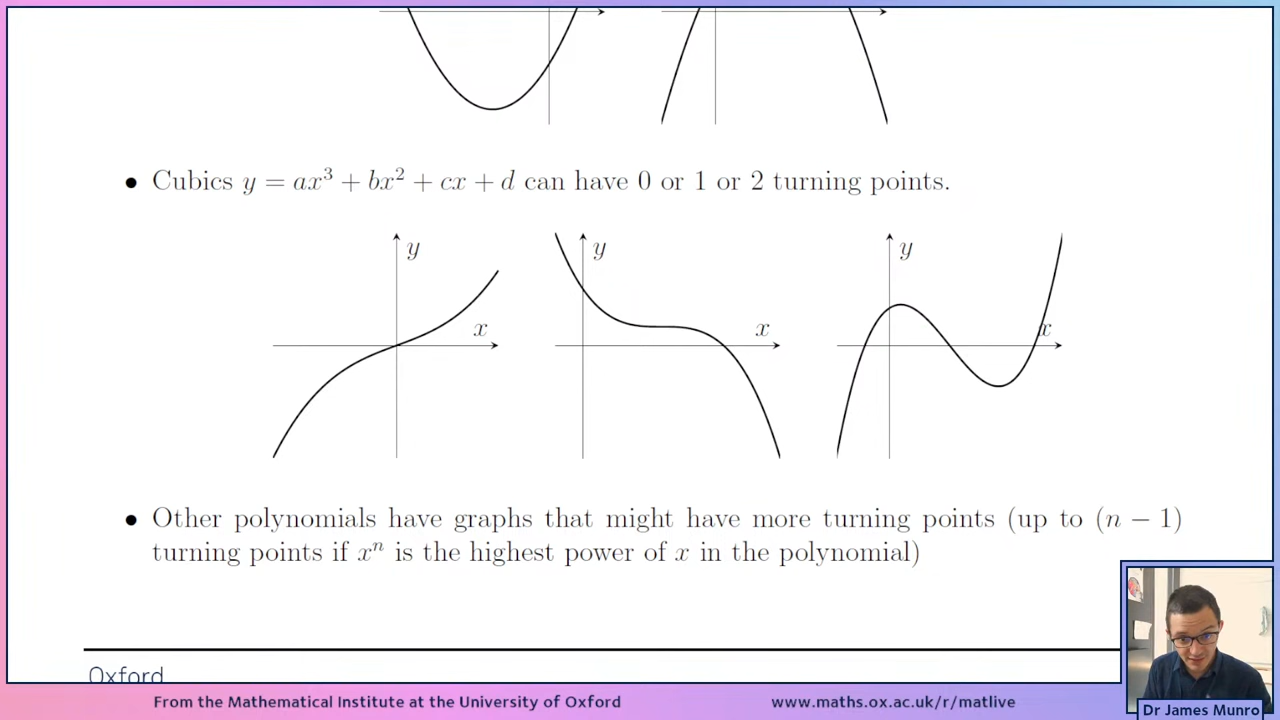 • Cubics y = ax³ + bx² + cx + d can have 0 or 1 or 2 turning points.
y
y
y
x
x
x
• Other polynomials have graphs that might have more turning points (up to (n − 1)
turning points if xⁿ is the highest power of x in the polynomial)
Oxford
From the Mathematical Institute at the University of Oxford
www.maths.ox.ac.uk/r/matlive
Dr James Munro